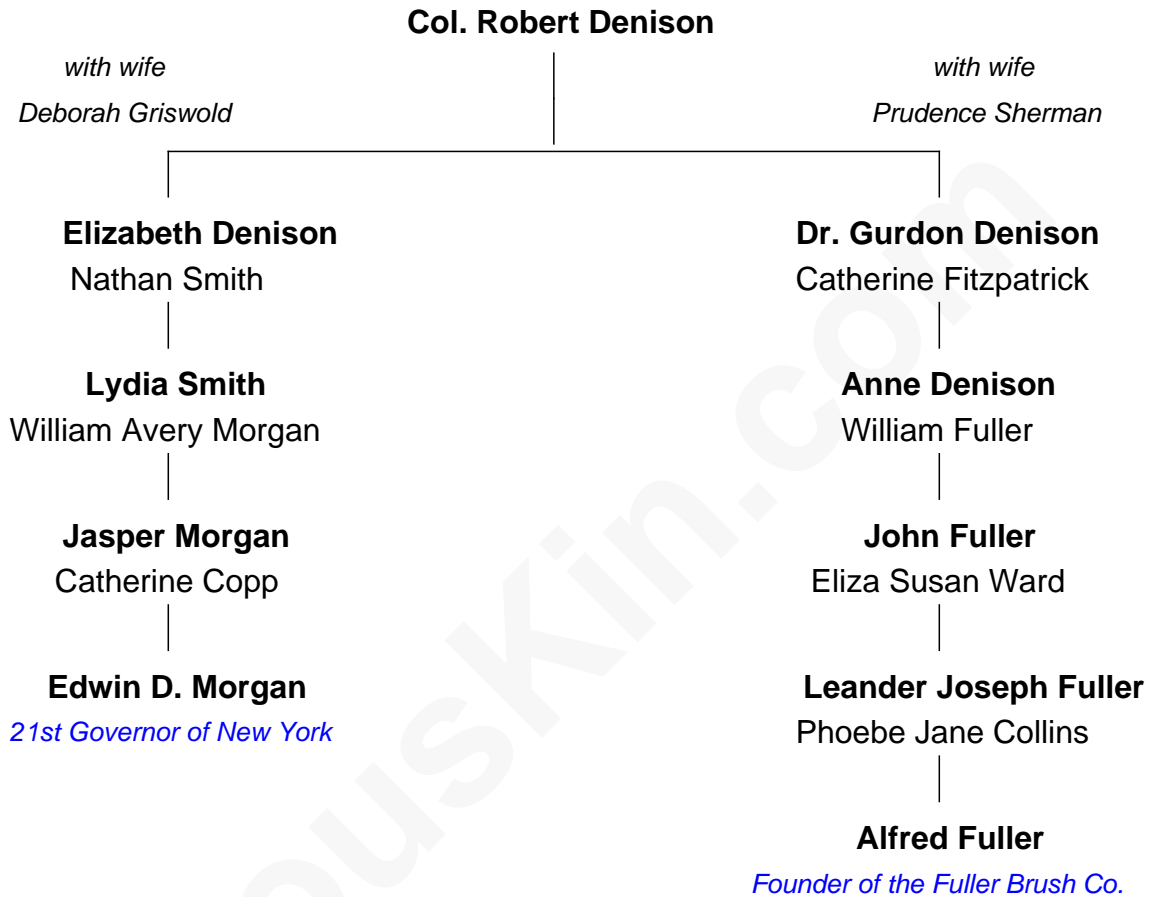 Col. Robert Denison
with wife
Deborah Griswold
with wife
Prudence Sherman
Elizabeth Denison
Nathan Smith
Dr. Gurdon Denison
Catherine Fitzpatrick
Lydia Smith
William Avery Morgan
Anne Denison
William Fuller
Jasper Morgan
Catherine Copp
John Fuller
Eliza Susan Ward
Edwin D. Morgan
21st Governor of New York
Leander Joseph Fuller
Phoebe Jane Collins
Alfred Fuller
Founder of the Fuller Brush Co.
ousKin.com